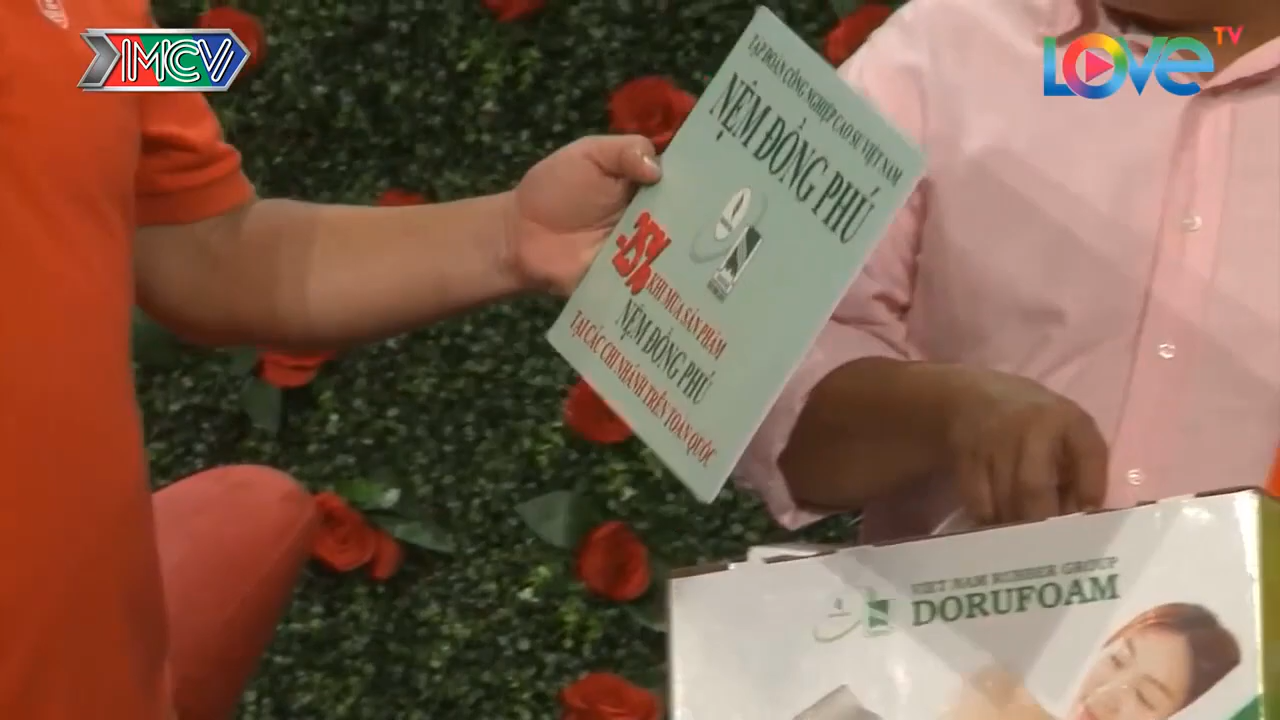 MCV
LOVE TV
TẬP ĐOÀN CÔNG NGHIỆP CAO SU VIỆT NAM
NỆM ĐỒNG PHÚ
-25%
KHI MUA SẢN PHẨM
NỆM ĐỒNG PHÚ
TẠI CÁC CHI NHÁNH TRÊN TOÀN QUỐC
VIET NAM RUBBER GROUP
DORUFOAM